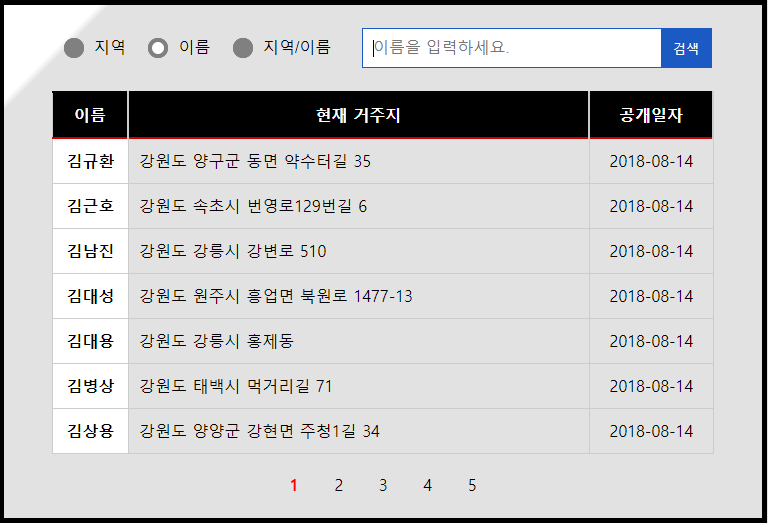 지역 이름 지역/이름 이름을 입력하세요. 검색
이름 현재 거주지 공개일자
김규환 강원도 양구군 동면 약수터길 35 2018-08-14
김근호 강원도 속초시 번영로129번길 6 2018-08-14
김남진 강원도 강릉시 강변로 510 2018-08-14
김대성 강원도 원주시 흥업면 북원로 1477-13 2018-08-14
김대용 강원도 강릉시 홍제동 2018-08-14
김병상 강원도 태백시 먹거리길 71 2018-08-14
김상용 강원도 양양군 강현면 주청1길 34 2018-08-14
1 2 3 4 5